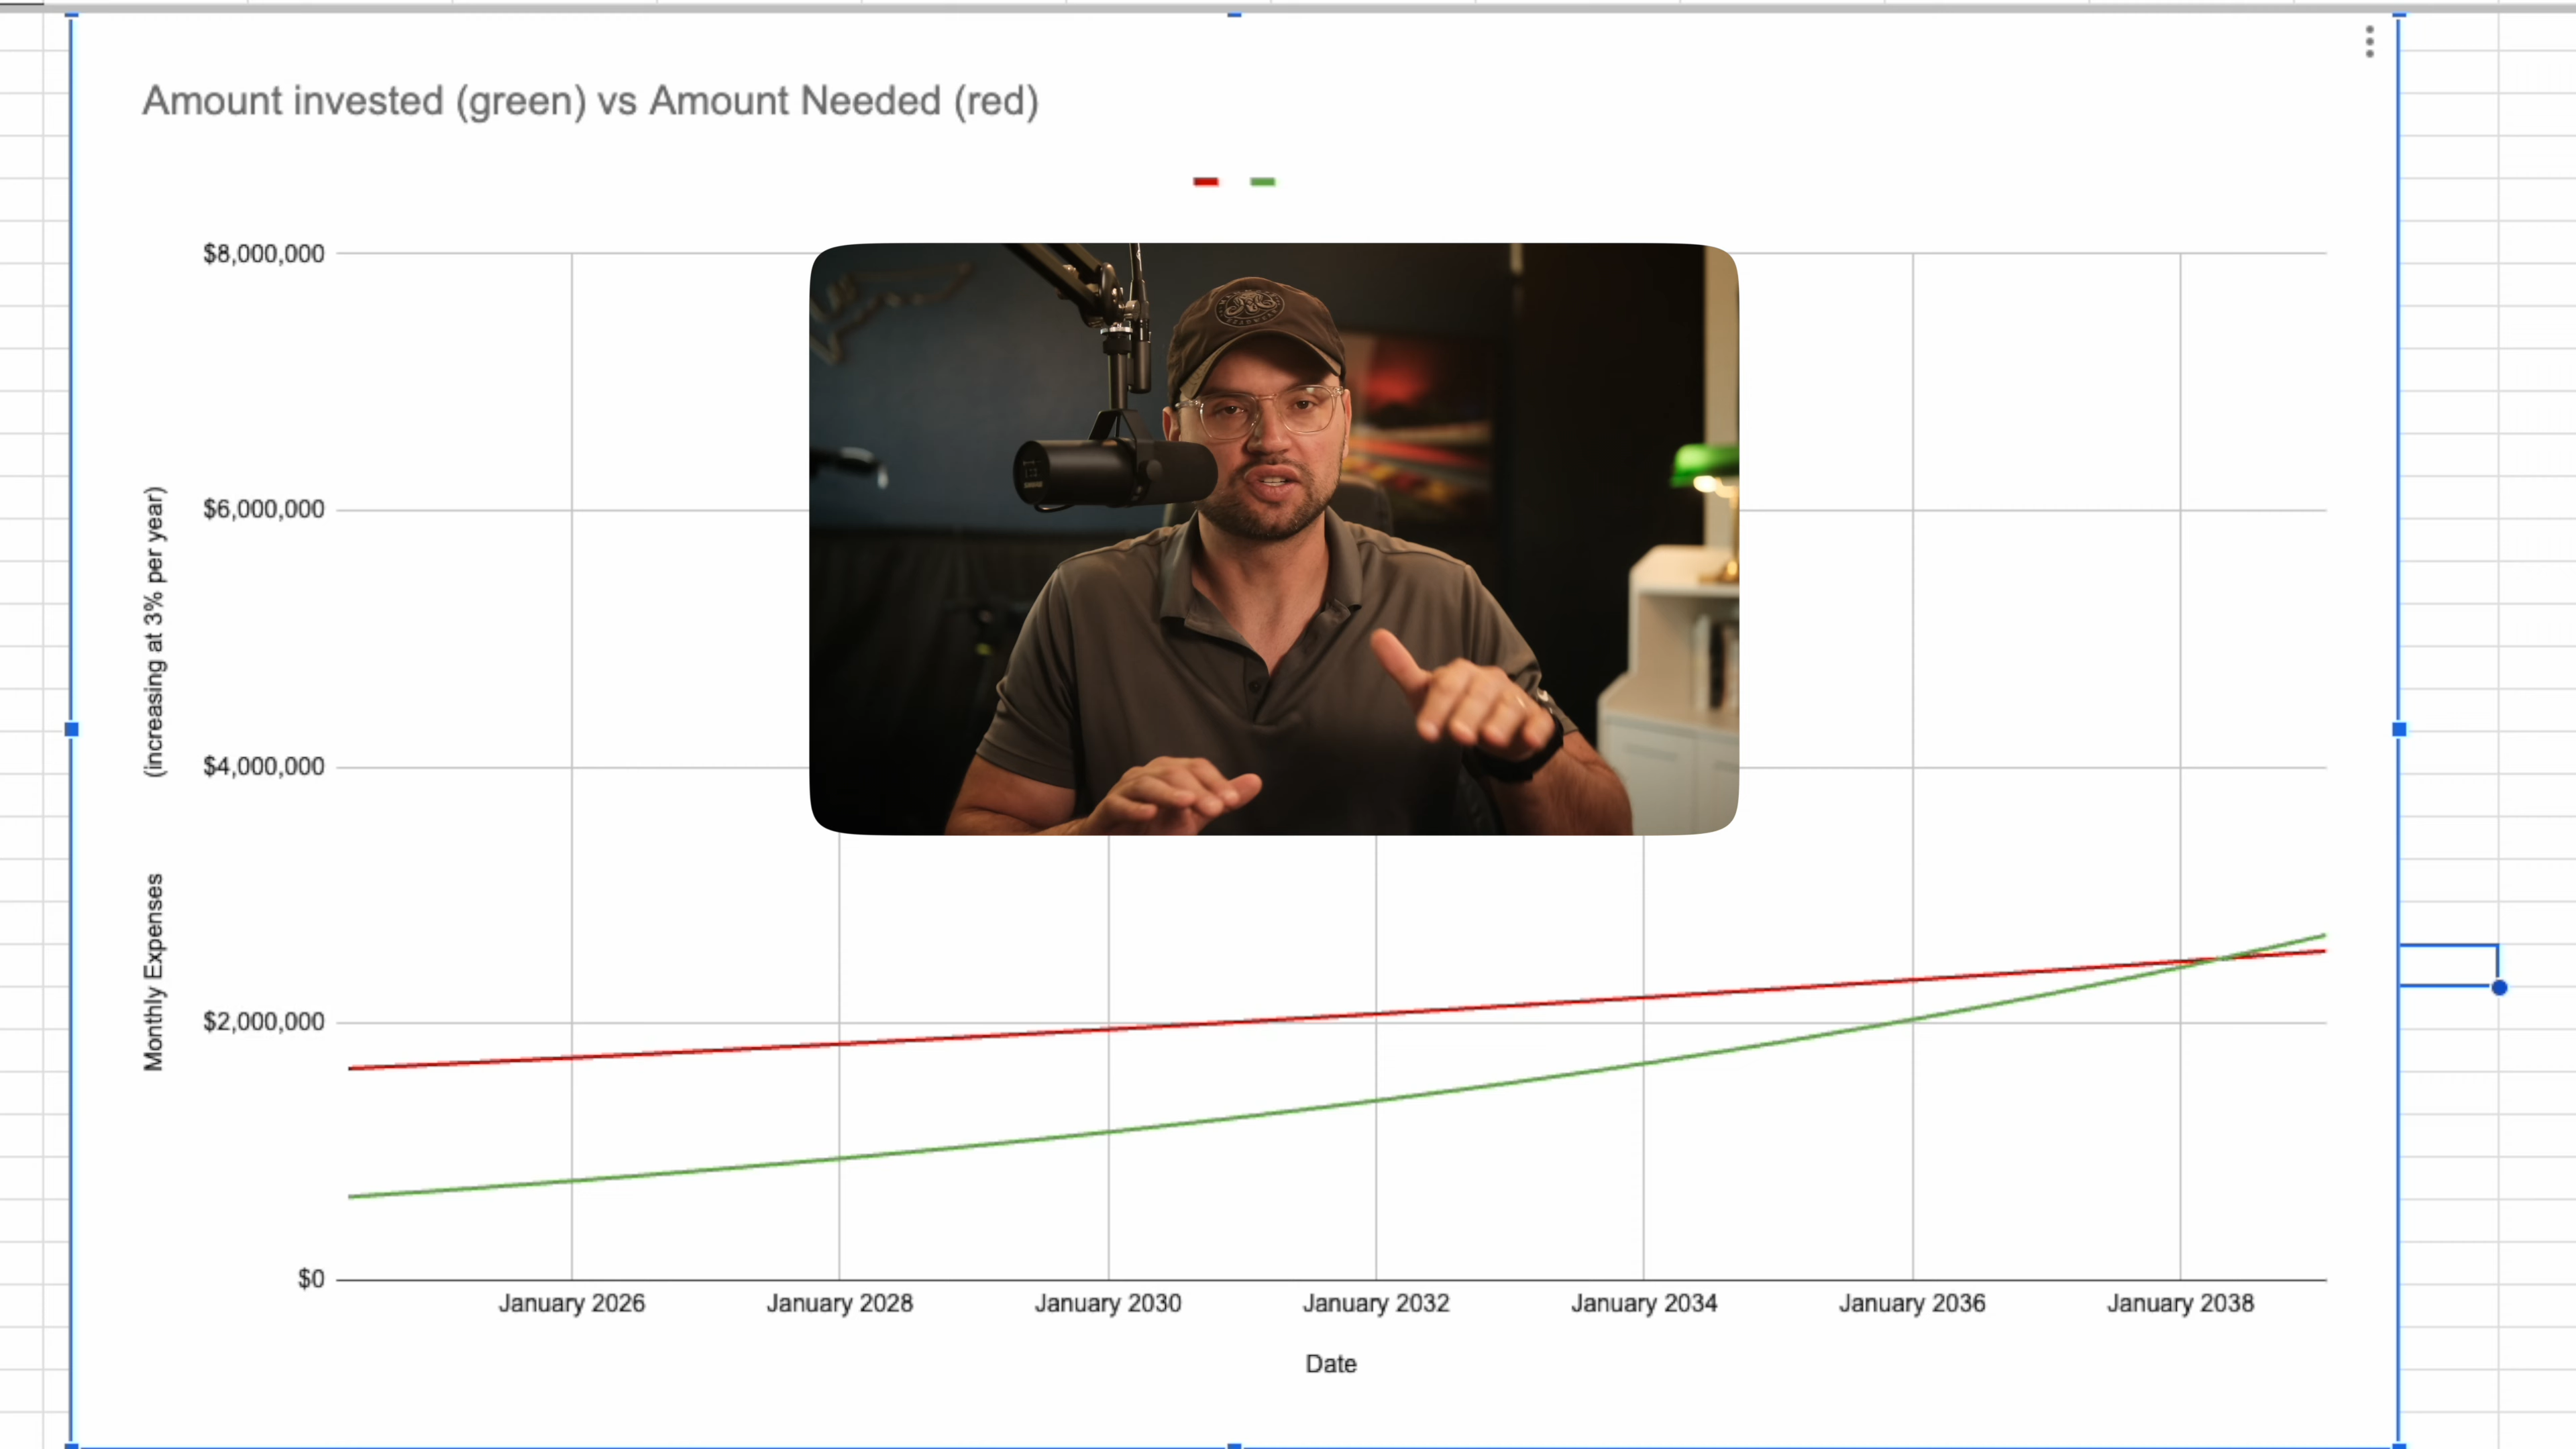 Amount invested (green) vs Amount Needed (red)
$8,000,000
$6,000,000
$4,000,000
$2,000,000
$0
Monthly Expenses (increasing at 3% per year)
January 2026
January 2028
January 2030
January 2032
January 2034
January 2036
January 2038
Date